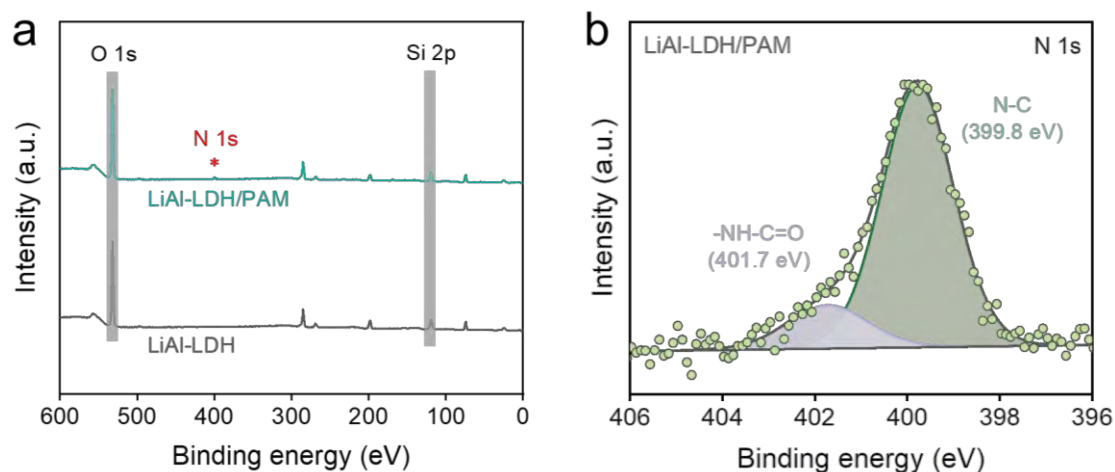 a
O 1s
Si 2p
N 1s
*
LiAl-LDH/PAM
LiAl-LDH
Intensity (a.u.)
600 500 400 300 200 100 0
Binding energy (eV)
b
LiAl-LDH/PAM
N 1s
N-C
(399.8 eV)
-NH-C=O
(401.7 eV)
Intensity (a.u.)
406 404 402 400 398 396
Binding energy (eV)